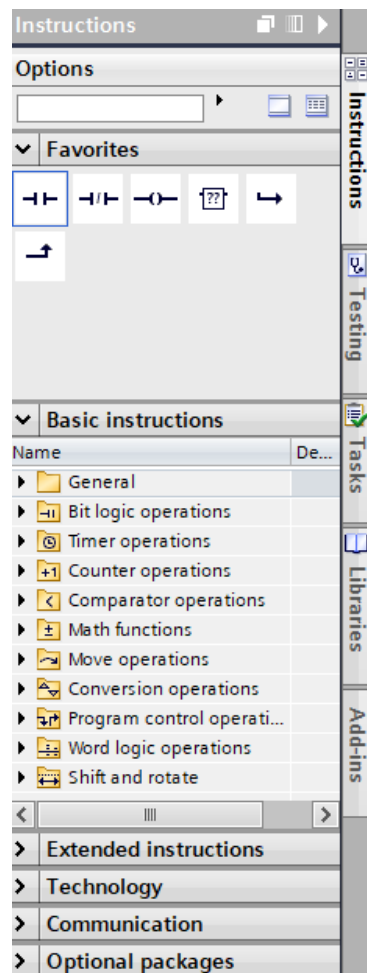 Instructions
Options
Favorites
??
Basic instructions
Name De...
General
Bit logic operations
Timer operations
+1 Counter operations
Comparator operations
Math functions
Move operations
Conversion operations
Program control operati...
Word logic operations
Shift and rotate
Extended instructions
Technology
Communication
Optional packages
Instructions
Testing
Tasks
Libraries
Add-ins